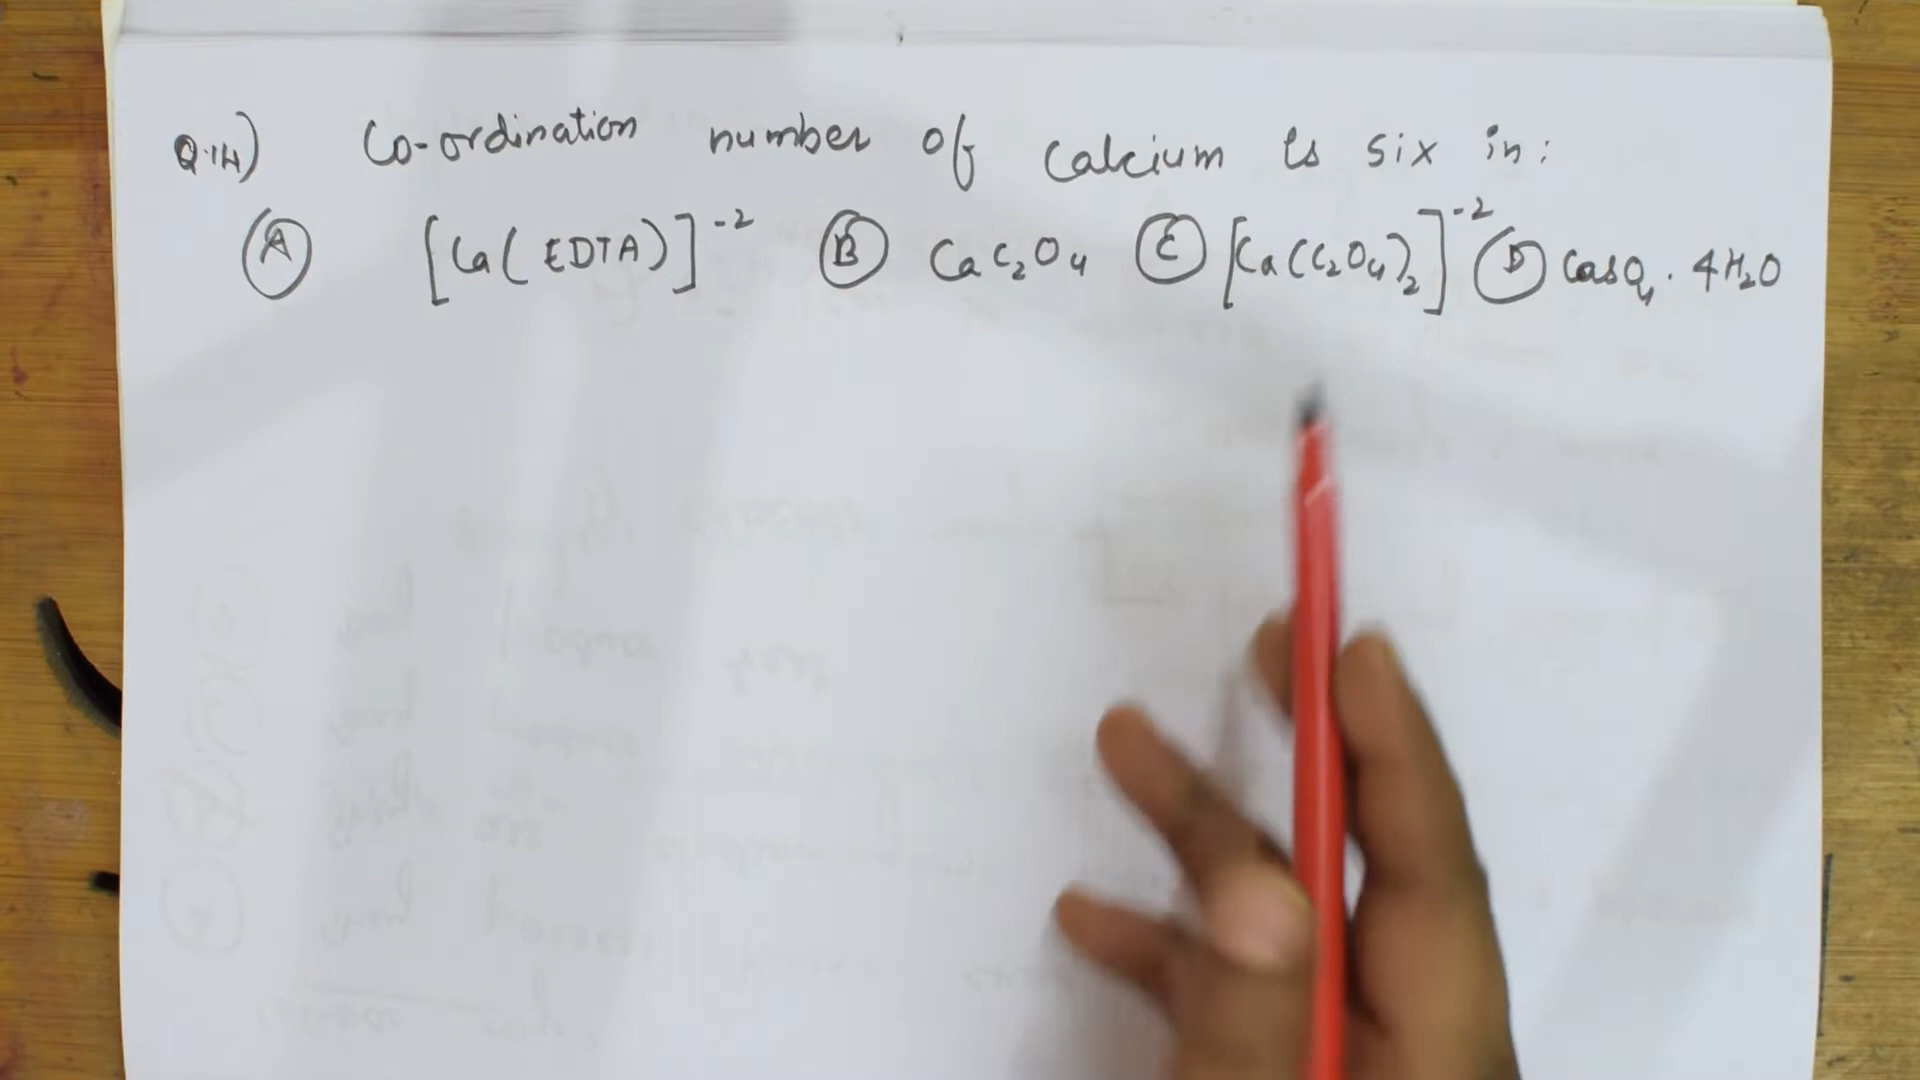 Q.14) Co-ordination number of Calcium is six in:
(A) [Ca(EDTA)]⁻² (B) CaC₂O₄ (C) [Ca(C₂O₄)₂]⁻² (D) CaSO₄. 4H₂O